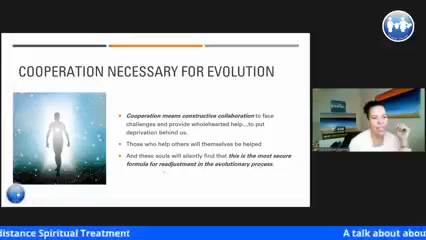 COOPERATION NECESSARY FOR EVOLUTION
Cooperation means constructive collaboration to face
challenges and provide wholehearted help...to put
deprivation behind us.
Those who help others will themselves be helped
And these souls will silently find that this is the most secure
formula for readjustment in the evolutionary process.
distance Spiritual Treatment
A talk about abou